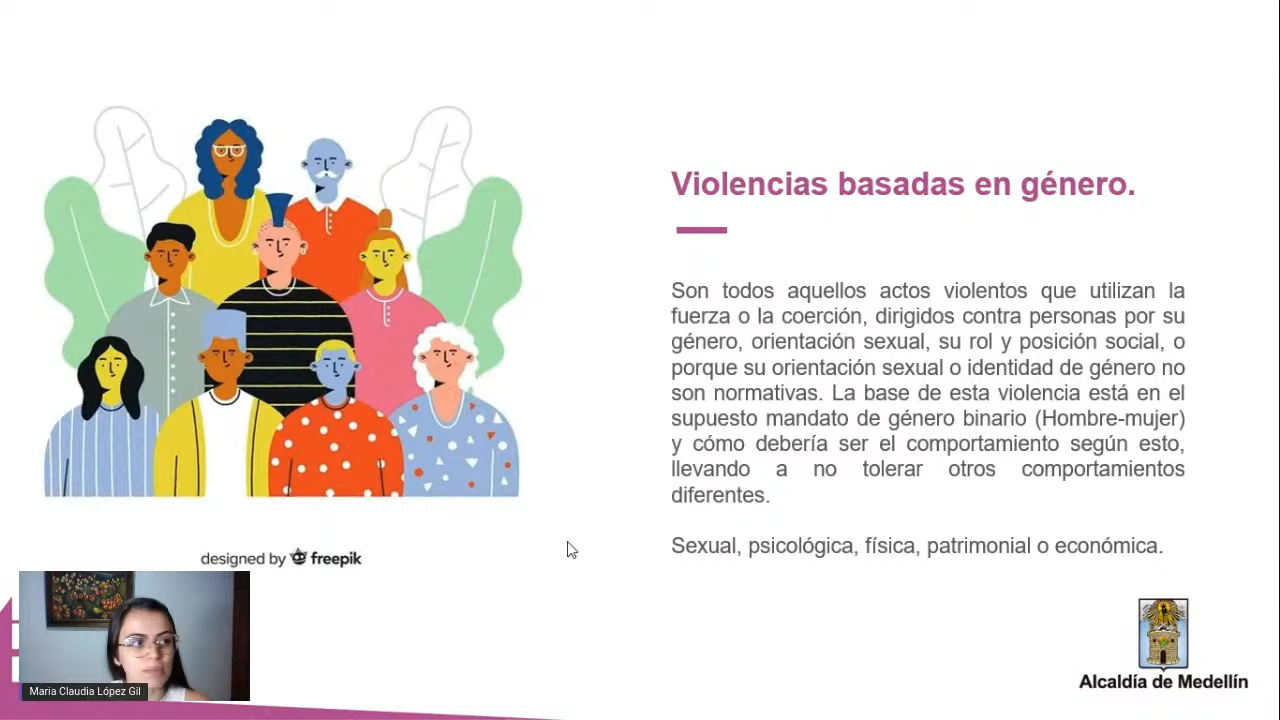 Violencias basadas en género.
Son todos aquellos actos violentos que utilizan la
fuerza o la coerción, dirigidos contra personas por su
género, orientación sexual, su rol y posición social, o
porque su orientación sexual o identidad de género no
son normativas. La base de esta violencia está en el
supuesto mandato de género binario (Hombre-mujer)
y cómo debería ser el comportamiento según esto,
llevando a no tolerar otros comportamientos
diferentes.
Sexual, psicológica, física, patrimonial o económica.
designed by freepik
Maria Claudia López Gil
Alcaldía de Medellín